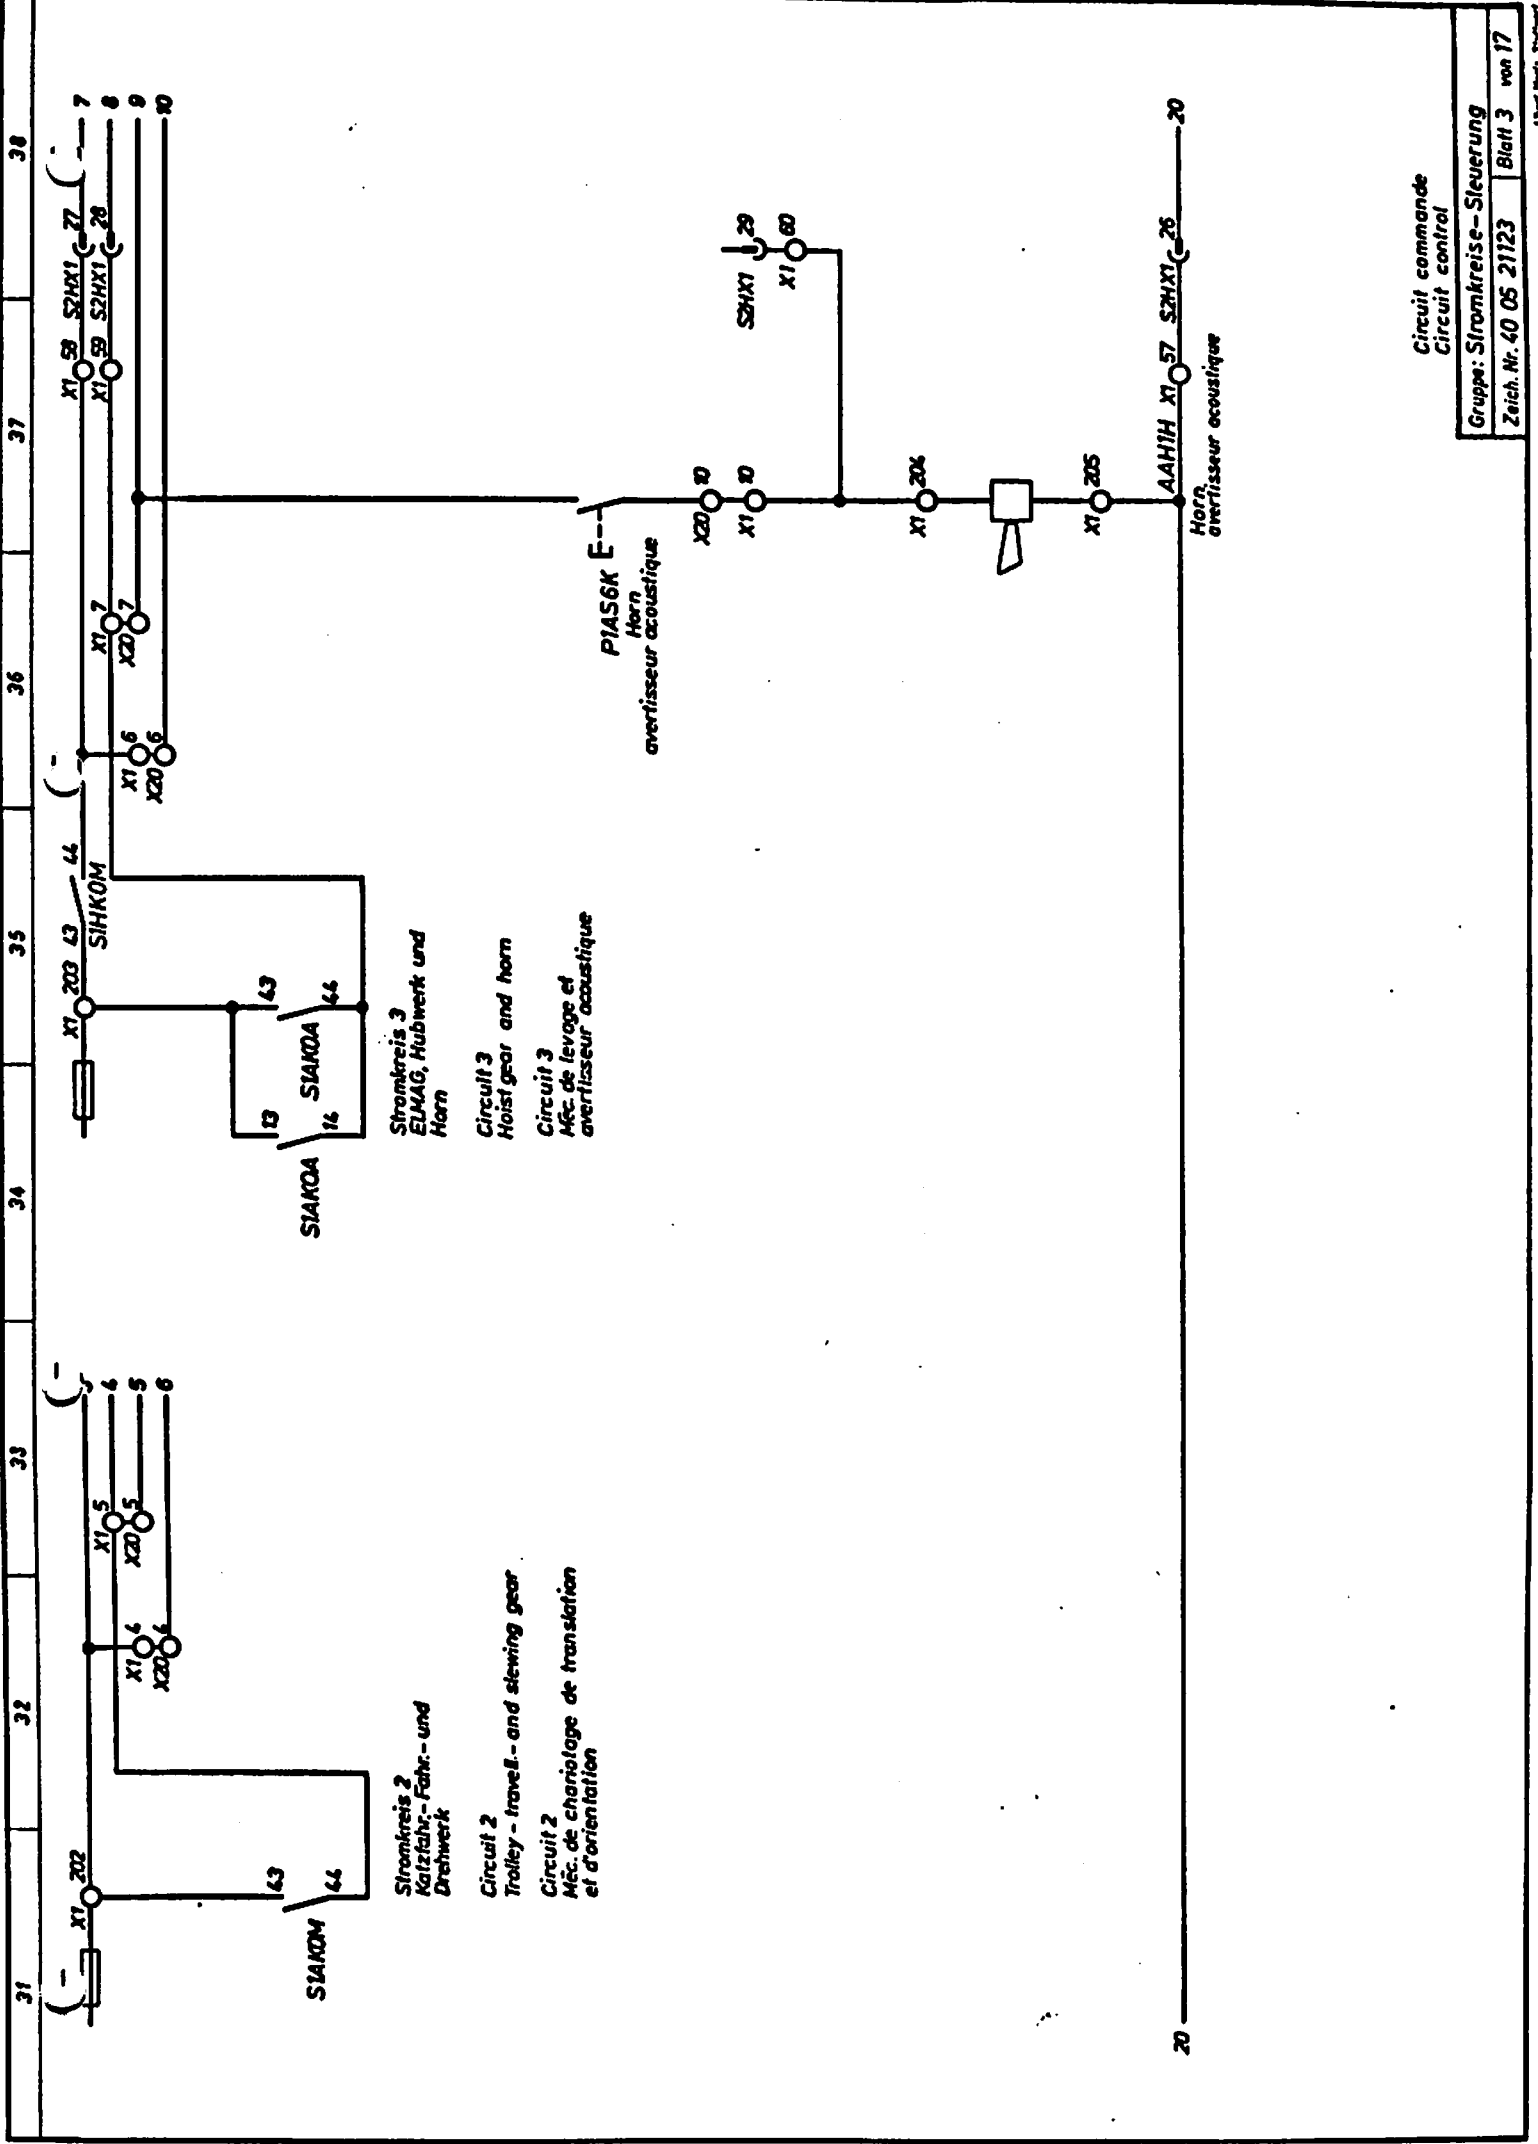 31 32 33 34 35 36 37 38
X1 202
X1 4
X20 4
X1 5
X20 5
4
5
6
43
44
S1AK0M
Stromkreis 2
Katzfahr.-Fahr.-und
Drehwerk
Circuit 2
Trolley-travell.-and slewing gear
Circuit 2
Méc. de chariotage de translation
et d'orientation
X1 203 43 44
S1HK0M
X1 6
X20 6
X1 7
X20 7
X1 58 S2HX1 27
X1 59 S2HX1 28
7
8
9
10
13
14
S1AK0A
43
44
S1AK0A
Stromkreis 3
ELMAG, Hubwerk und
Horn
Circuit 3
Hoist gear and horn
Circuit 3
Méc. de levage et
avertisseur acoustique
P1AS6K E
Horn
avertisseur acoustique
X20 10
X1 10
S2HX1 29
X1 60
X1 204
X1 205
20
AAH1H X1 57 S2HX1 26
20
Horn
avertisseur acoustique
Circuit commande
Circuit control
Gruppe: Stromkreise-Steuerung
Zeich. Nr. 40 05 21123 Blatt 3 von 17